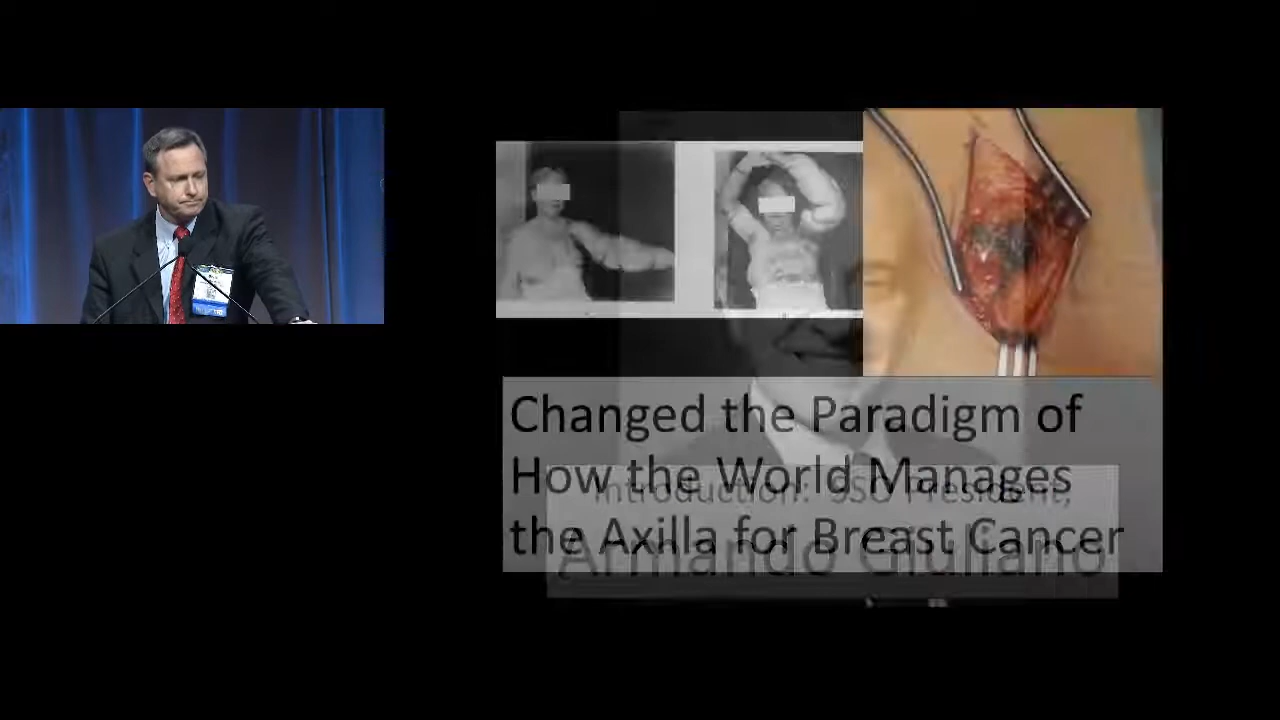 Changed the Paradigm of
How the World Manages
the Axilla for Breast Cancer
Introduction: SSO President,
Armando Giuliano